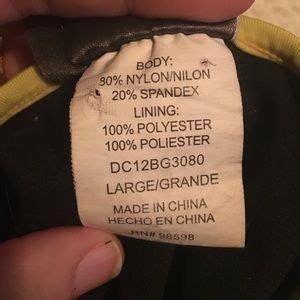 BODY:
80% NYLON/NILON
20% SPANDEX
LINING:
100% POLYESTER
100% POLIESTER
DC12BG3080
LARGE/GRANDE
MADE IN CHINA
HECHO EN CHINA
RN# 98598